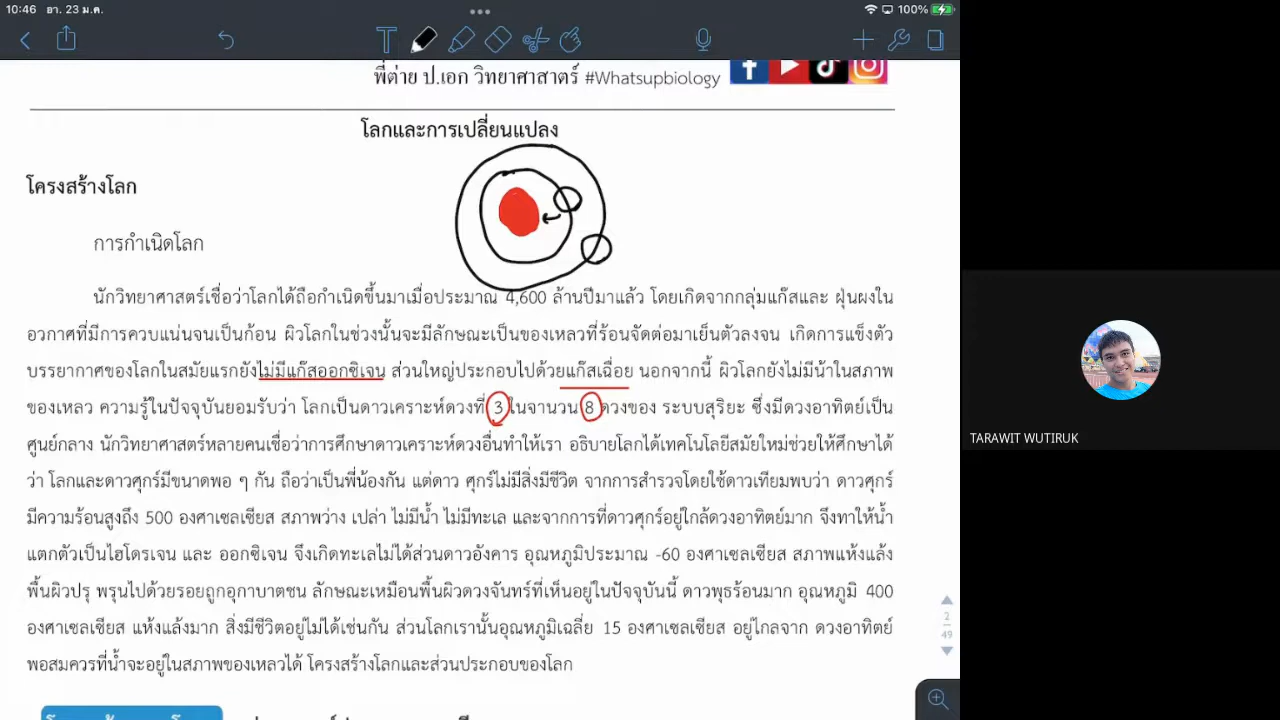 10:46 อา. 23 ม.ค.
100%
พี่ต่าย ป.เอก วิทยาศาสตร์ #Whatsupbiology
โลกและการเปลี่ยนแปลง
โครงสร้างโลก
การกำเนิดโลก
นักวิทยาศาสตร์เชื่อว่าโลกได้ถือกำเนิดขึ้นมาเมื่อประมาณ 4,600 ล้านปีมาแล้ว โดยเกิดจากกลุ่มแก๊สและ ฝุ่นผงใน
อวกาศที่มีการควบแน่นจนเป็นก้อน ผิวโลกในช่วงนั้นจะมีลักษณะเป็นของเหลวที่ร้อนจัดต่อมาเย็นตัวลงจน เกิดการแข็งตัว
บรรยากาศของโลกในสมัยแรกยังไม่มีแก๊สออกซิเจน ส่วนใหญ่ประกอบไปด้วยแก๊สเฉื่อย นอกจากนี้ ผิวโลกยังไม่มีน้ำในสภาพ
ของเหลว ความรู้ในปัจจุบันยอมรับว่า โลกเป็นดาวเคราะห์ดวงที่ 3 ในจานวน 8 ดวงของ ระบบสุริยะ ซึ่งมีดวงอาทิตย์เป็น
ศูนย์กลาง นักวิทยาศาสตร์หลายคนเชื่อว่าการศึกษาดาวเคราะห์ดวงอื่นทำให้เรา อธิบายโลกได้เทคโนโลยีสมัยใหม่ช่วยให้ศึกษาได้
ว่า โลกและดาวศุกร์มีขนาดพอ ๆ กัน ถือว่าเป็นพี่น้องกัน แต่ดาว ศุกร์ไม่มีสิ่งมีชีวิต จากการสำรวจโดยใช้ดาวเทียมพบว่า ดาวศุกร์
มีความร้อนสูงถึง 500 องศาเซลเซียส สภาพว่าง เปล่า ไม่มีน้ำ ไม่มีทะเล และจากการที่ดาวศุกร์อยู่ใกล้ดวงอาทิตย์มาก จึงทาให้น้ำ
แตกตัวเป็นไฮโดรเจน และ ออกซิเจน จึงเกิดทะเลไม่ได้ส่วนดาวอังคาร อุณหภูมิประมาณ -60 องศาเซลเซียส สภาพแห้งแล้ง
พื้นผิวปรุ พรุนไปด้วยรอยถูกอุกาบาตชน ลักษณะเหมือนพื้นผิวดวงจันทร์ที่เห็นอยู่ในปัจจุบันนี้ ดาวพุธร้อนมาก อุณหภูมิ 400
องศาเซลเซียส แห้งแล้งมาก สิ่งมีชีวิตอยู่ไม่ได้เช่นกัน ส่วนโลกเรานั้นอุณหภูมิเฉลี่ย 15 องศาเซลเซียส อยู่ไกลจาก ดวงอาทิตย์
พอสมควรที่น้ำจะอยู่ในสภาพของเหลวได้ โครงสร้างโลกและส่วนประกอบของโลก
2
49
TARAWIT WUTIRUK